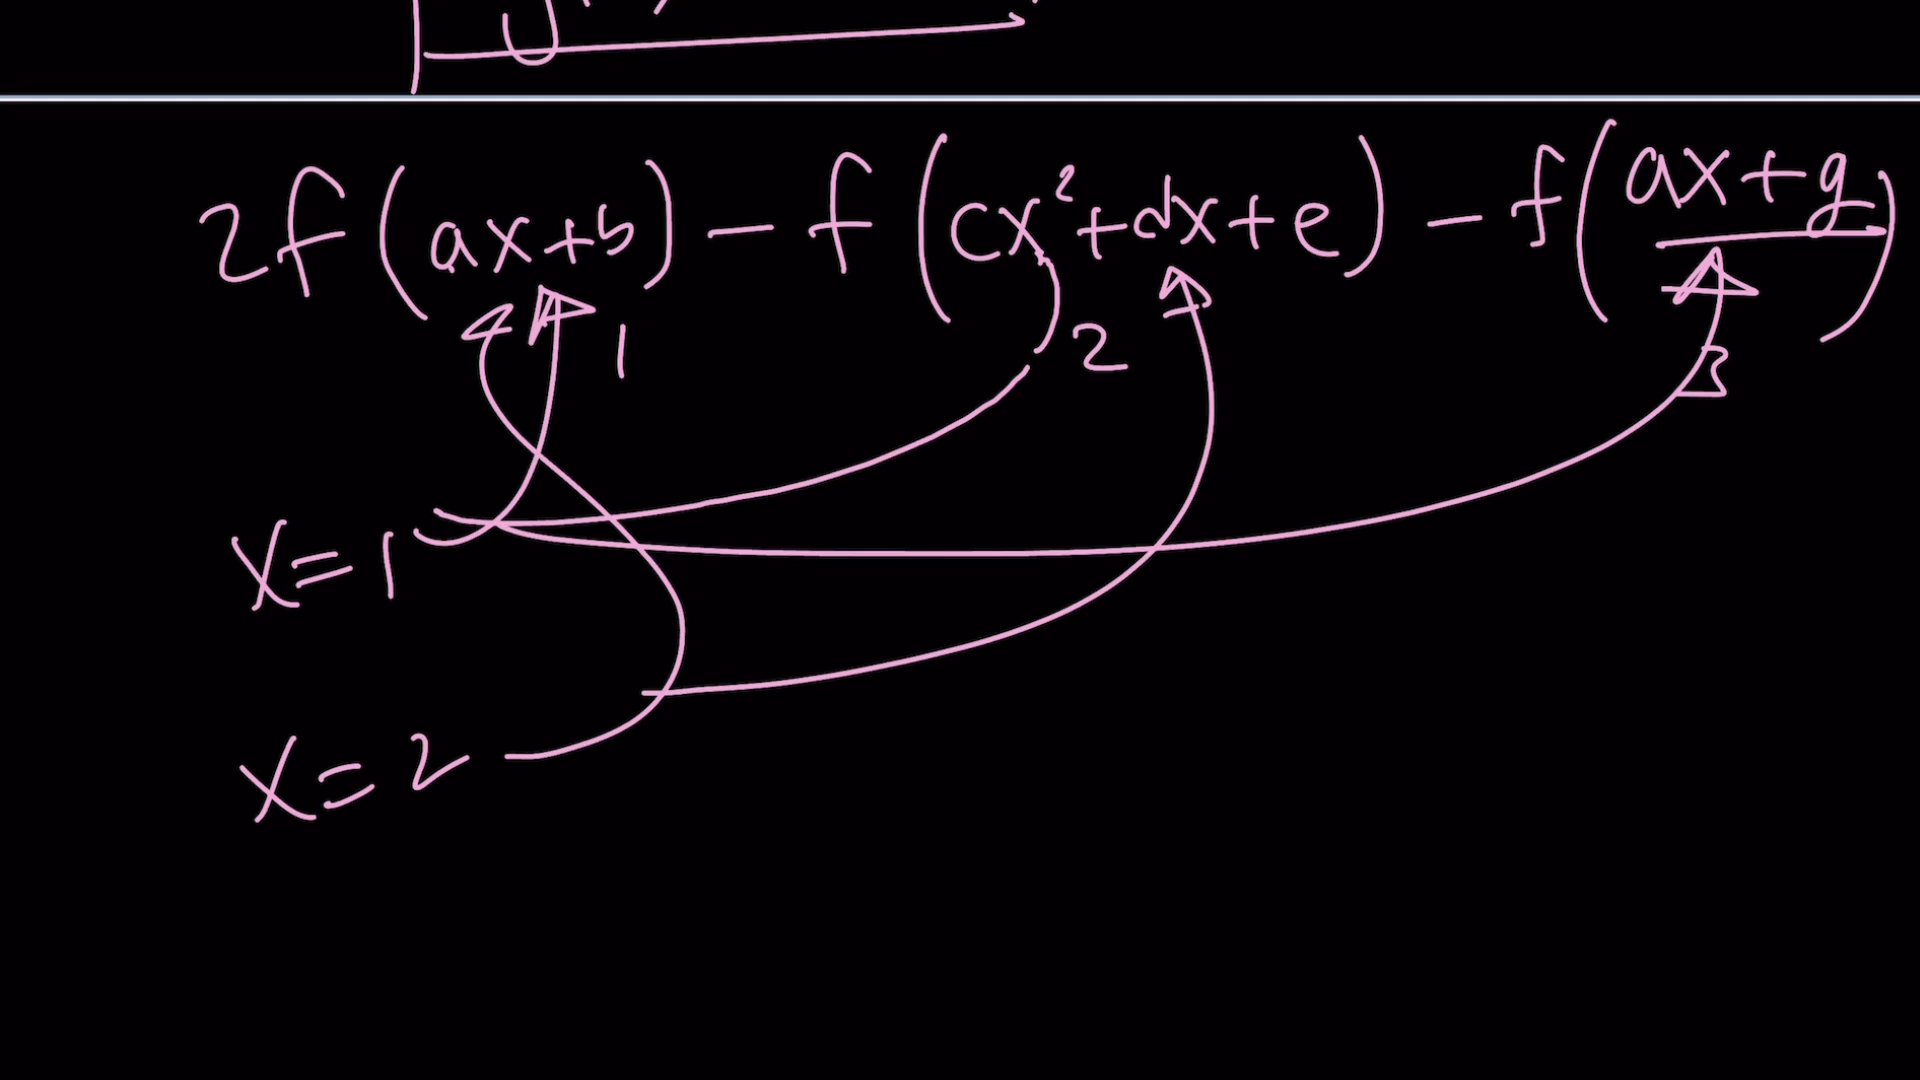 2f(ax+b) - f(cx²+dx+e) - f(ax+g)
1 2 3
x=1
x=2